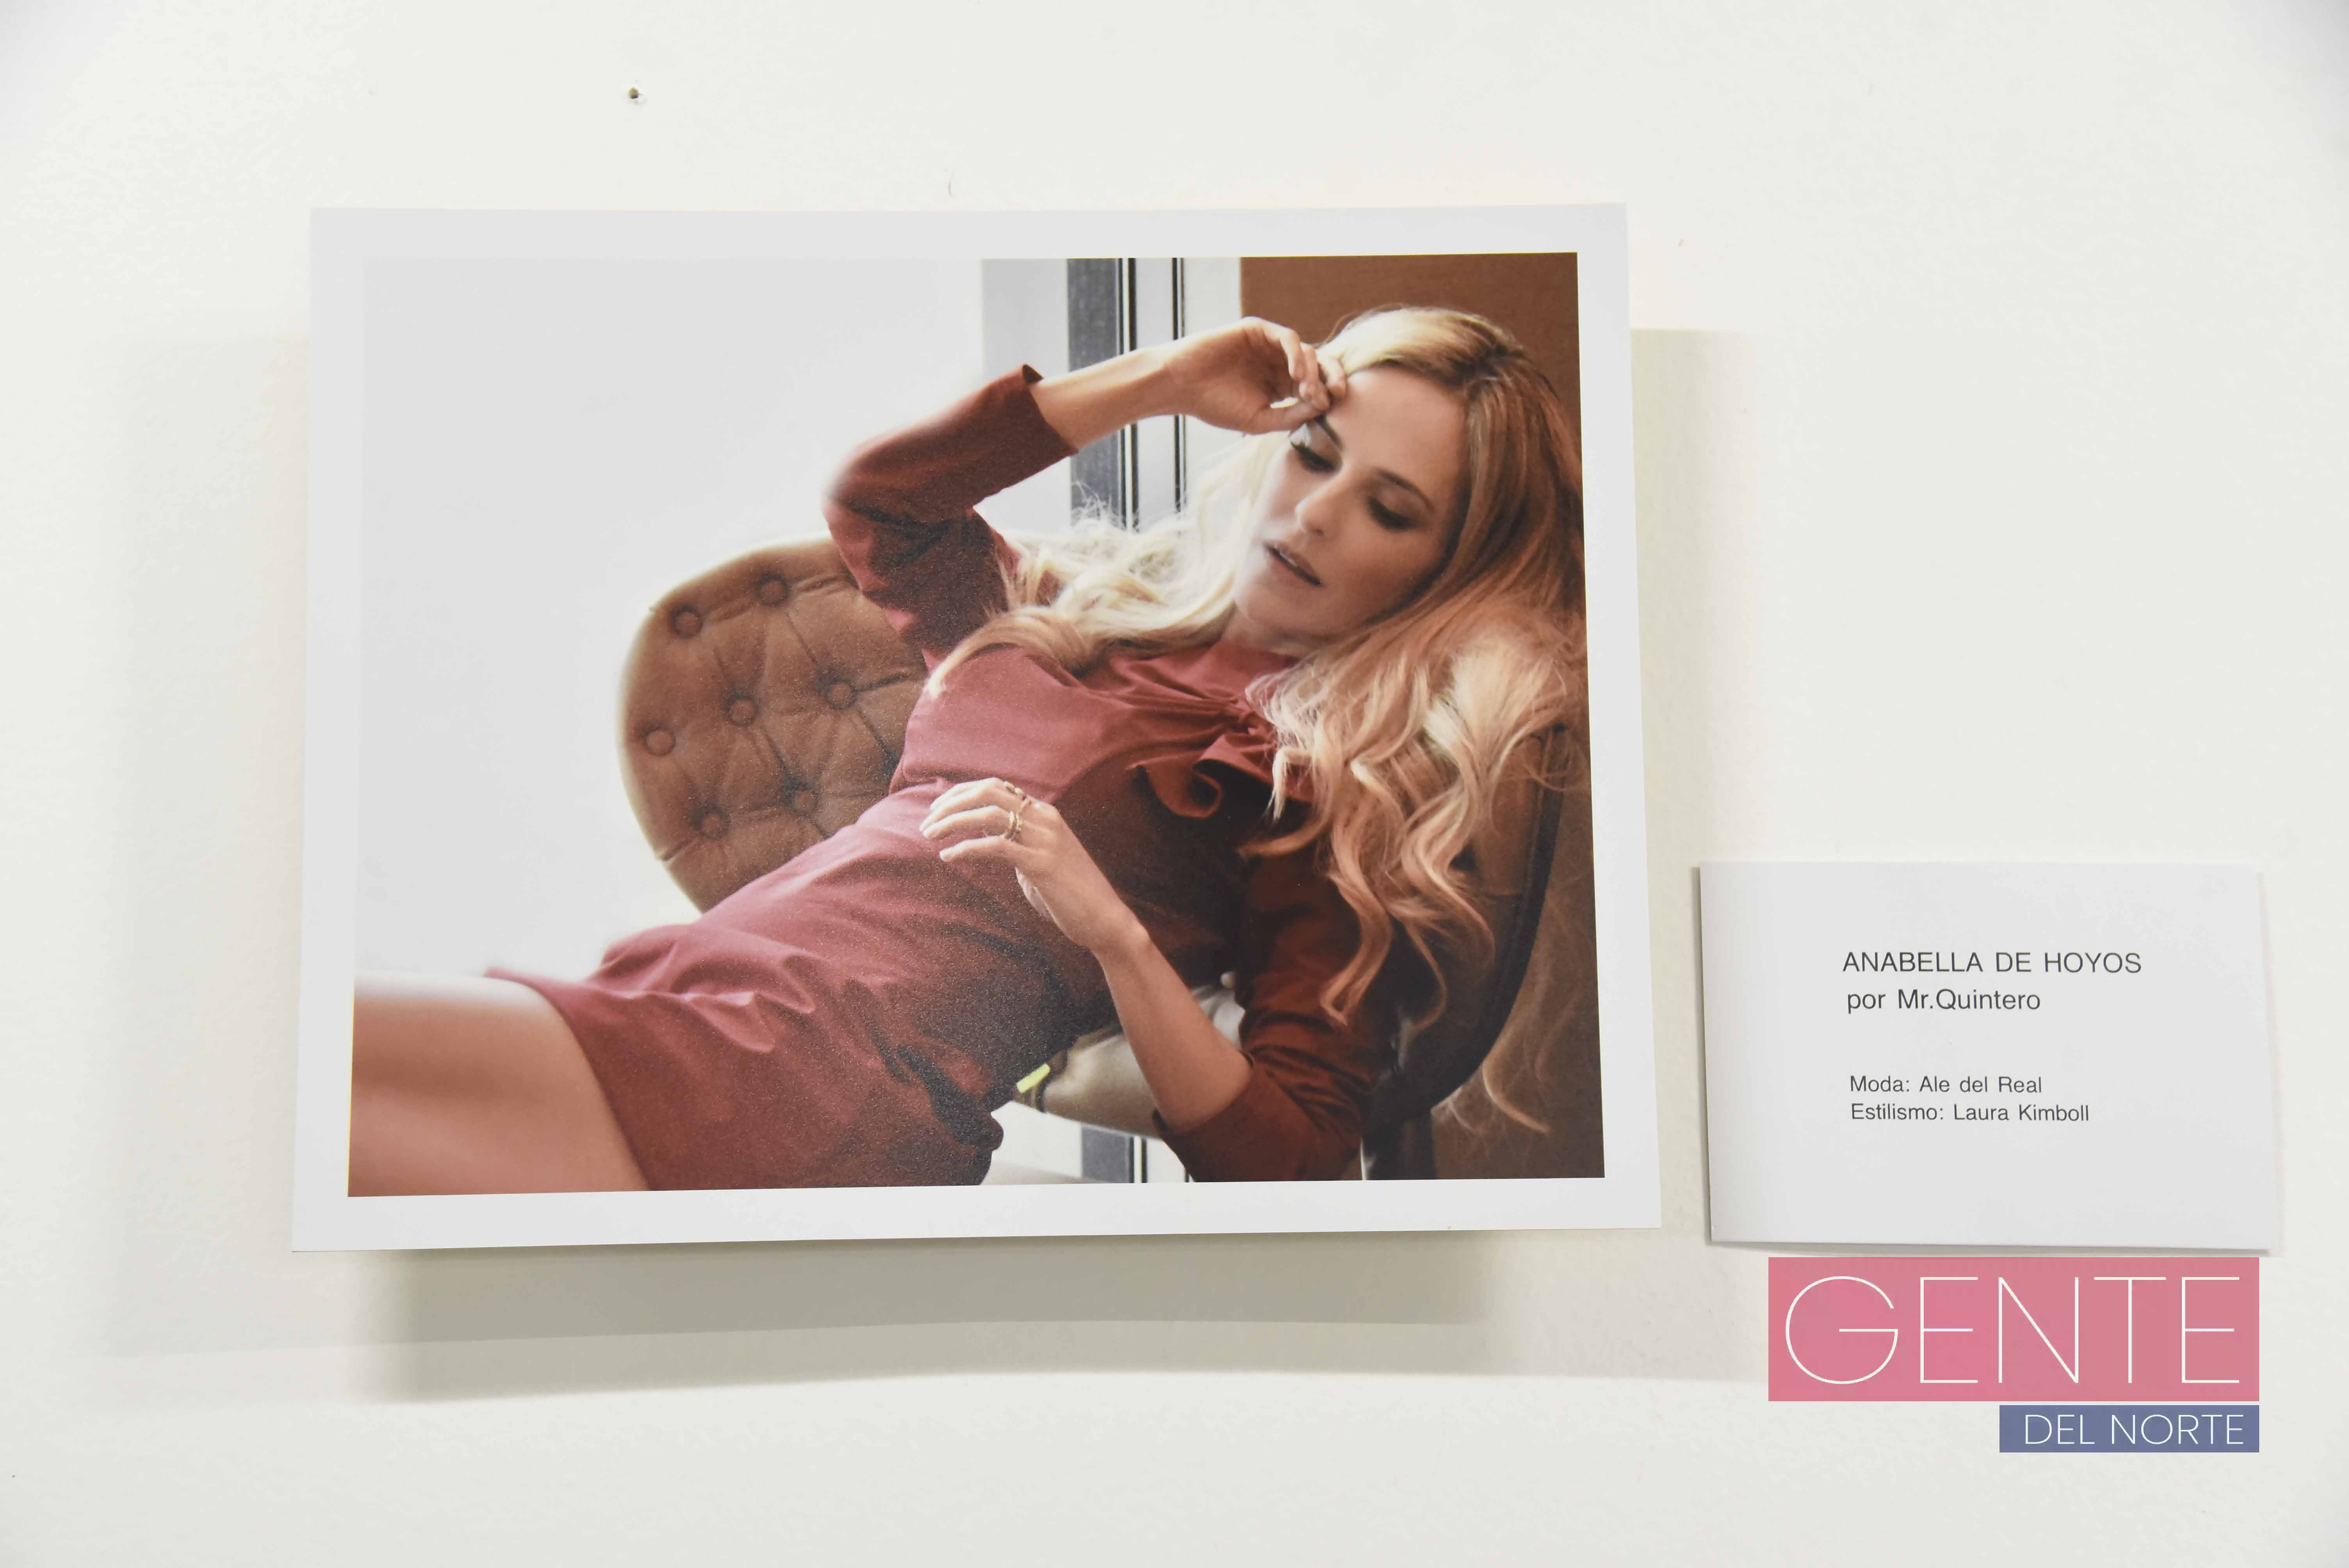 ANABELLA DE HOYOS
por Mr.Quintero
Moda: Ale del Real
Estilismo: Laura Kimboll
GENTE
DEL NORTE